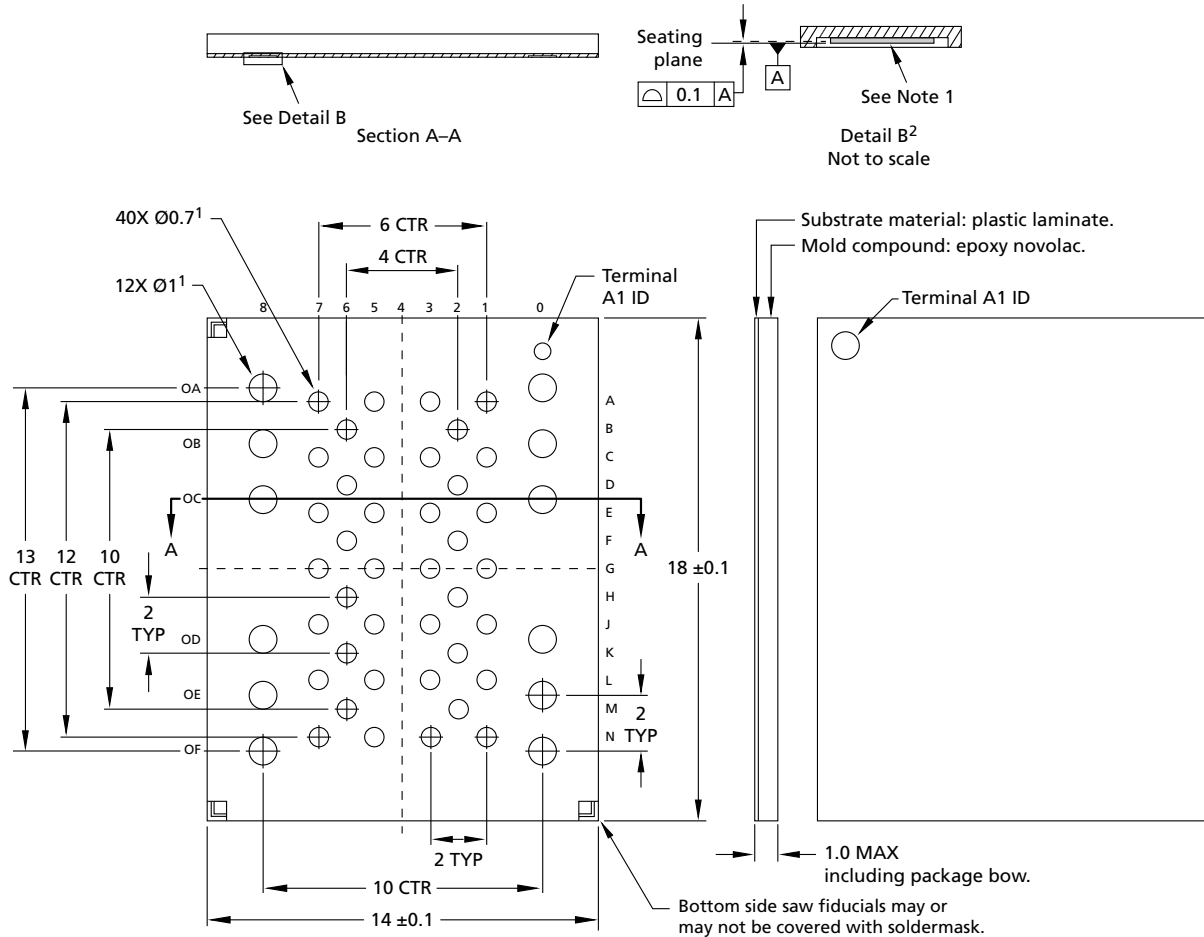 Seating
plane
0.1 A
A
See Note 1
See Detail B
Section A–A
Detail B2
Not to scale
40X Ø0.71
6 CTR
4 CTR
12X Ø11
Terminal
A1 ID
Substrate material: plastic laminate.
Mold compound: epoxy novolac.
Terminal A1 ID
8 7 6 5 4 3 2 1 0
OA
A
B
OB
C
D
OC
E
A
F
A
G
13
CTR
12
CTR
10
CTR
18 ±0.1
H
2
TYP
J
OD
K
L
OE
M
2
TYP
N
OF
2 TYP
1.0 MAX
including package bow.
10 CTR
14 ±0.1
Bottom side saw fiducials may or
may not be covered with soldermask.